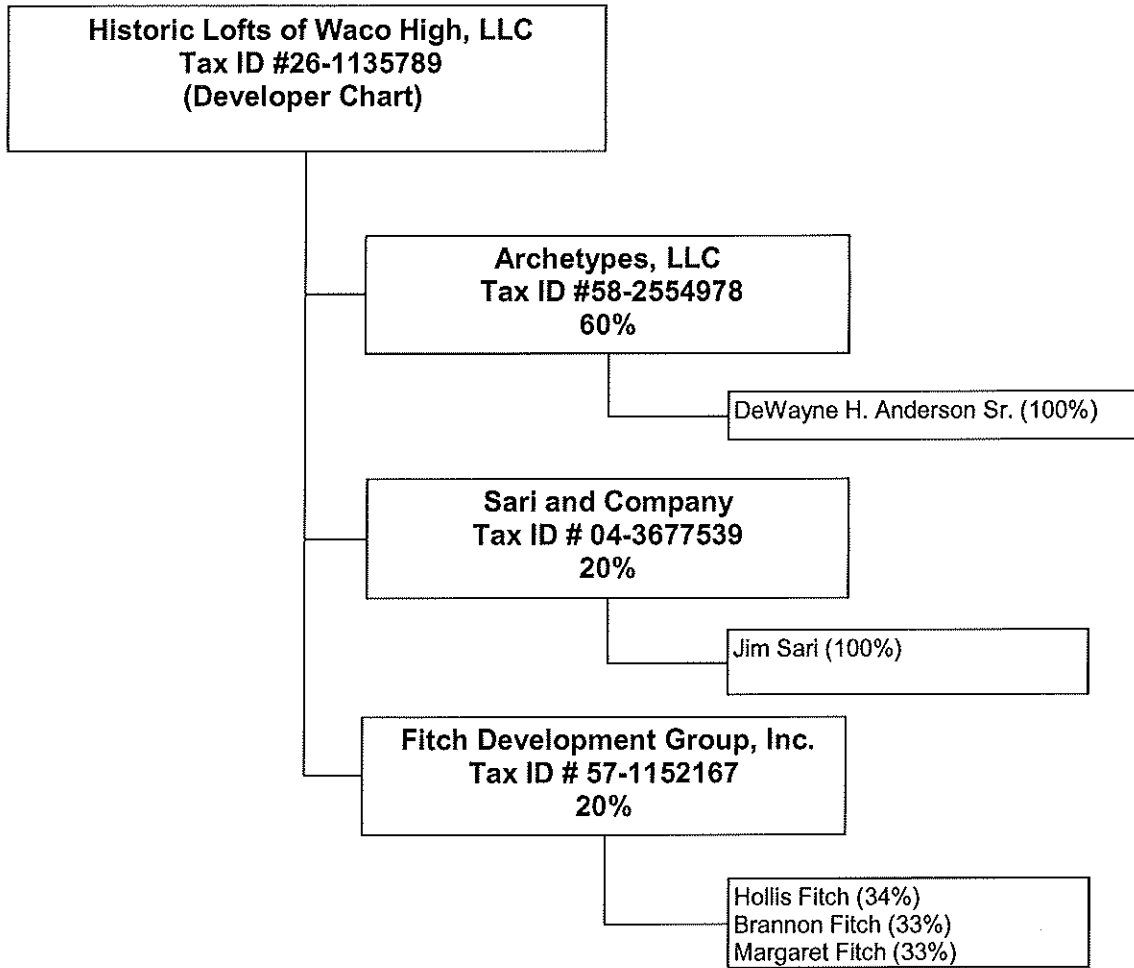 Historic Lofts of Waco High, LLC
Tax ID #26-1135789
(Developer Chart)
Archetypes, LLC
Tax ID #58-2554978
60%
DeWayne H. Anderson Sr. (100%)
Sari and Company
Tax ID # 04-3677539
20%
Jim Sari (100%)
Fitch Development Group, Inc.
Tax ID # 57-1152167
20%
Hollis Fitch (34%)
Brannon Fitch (33%)
Margaret Fitch (33%)